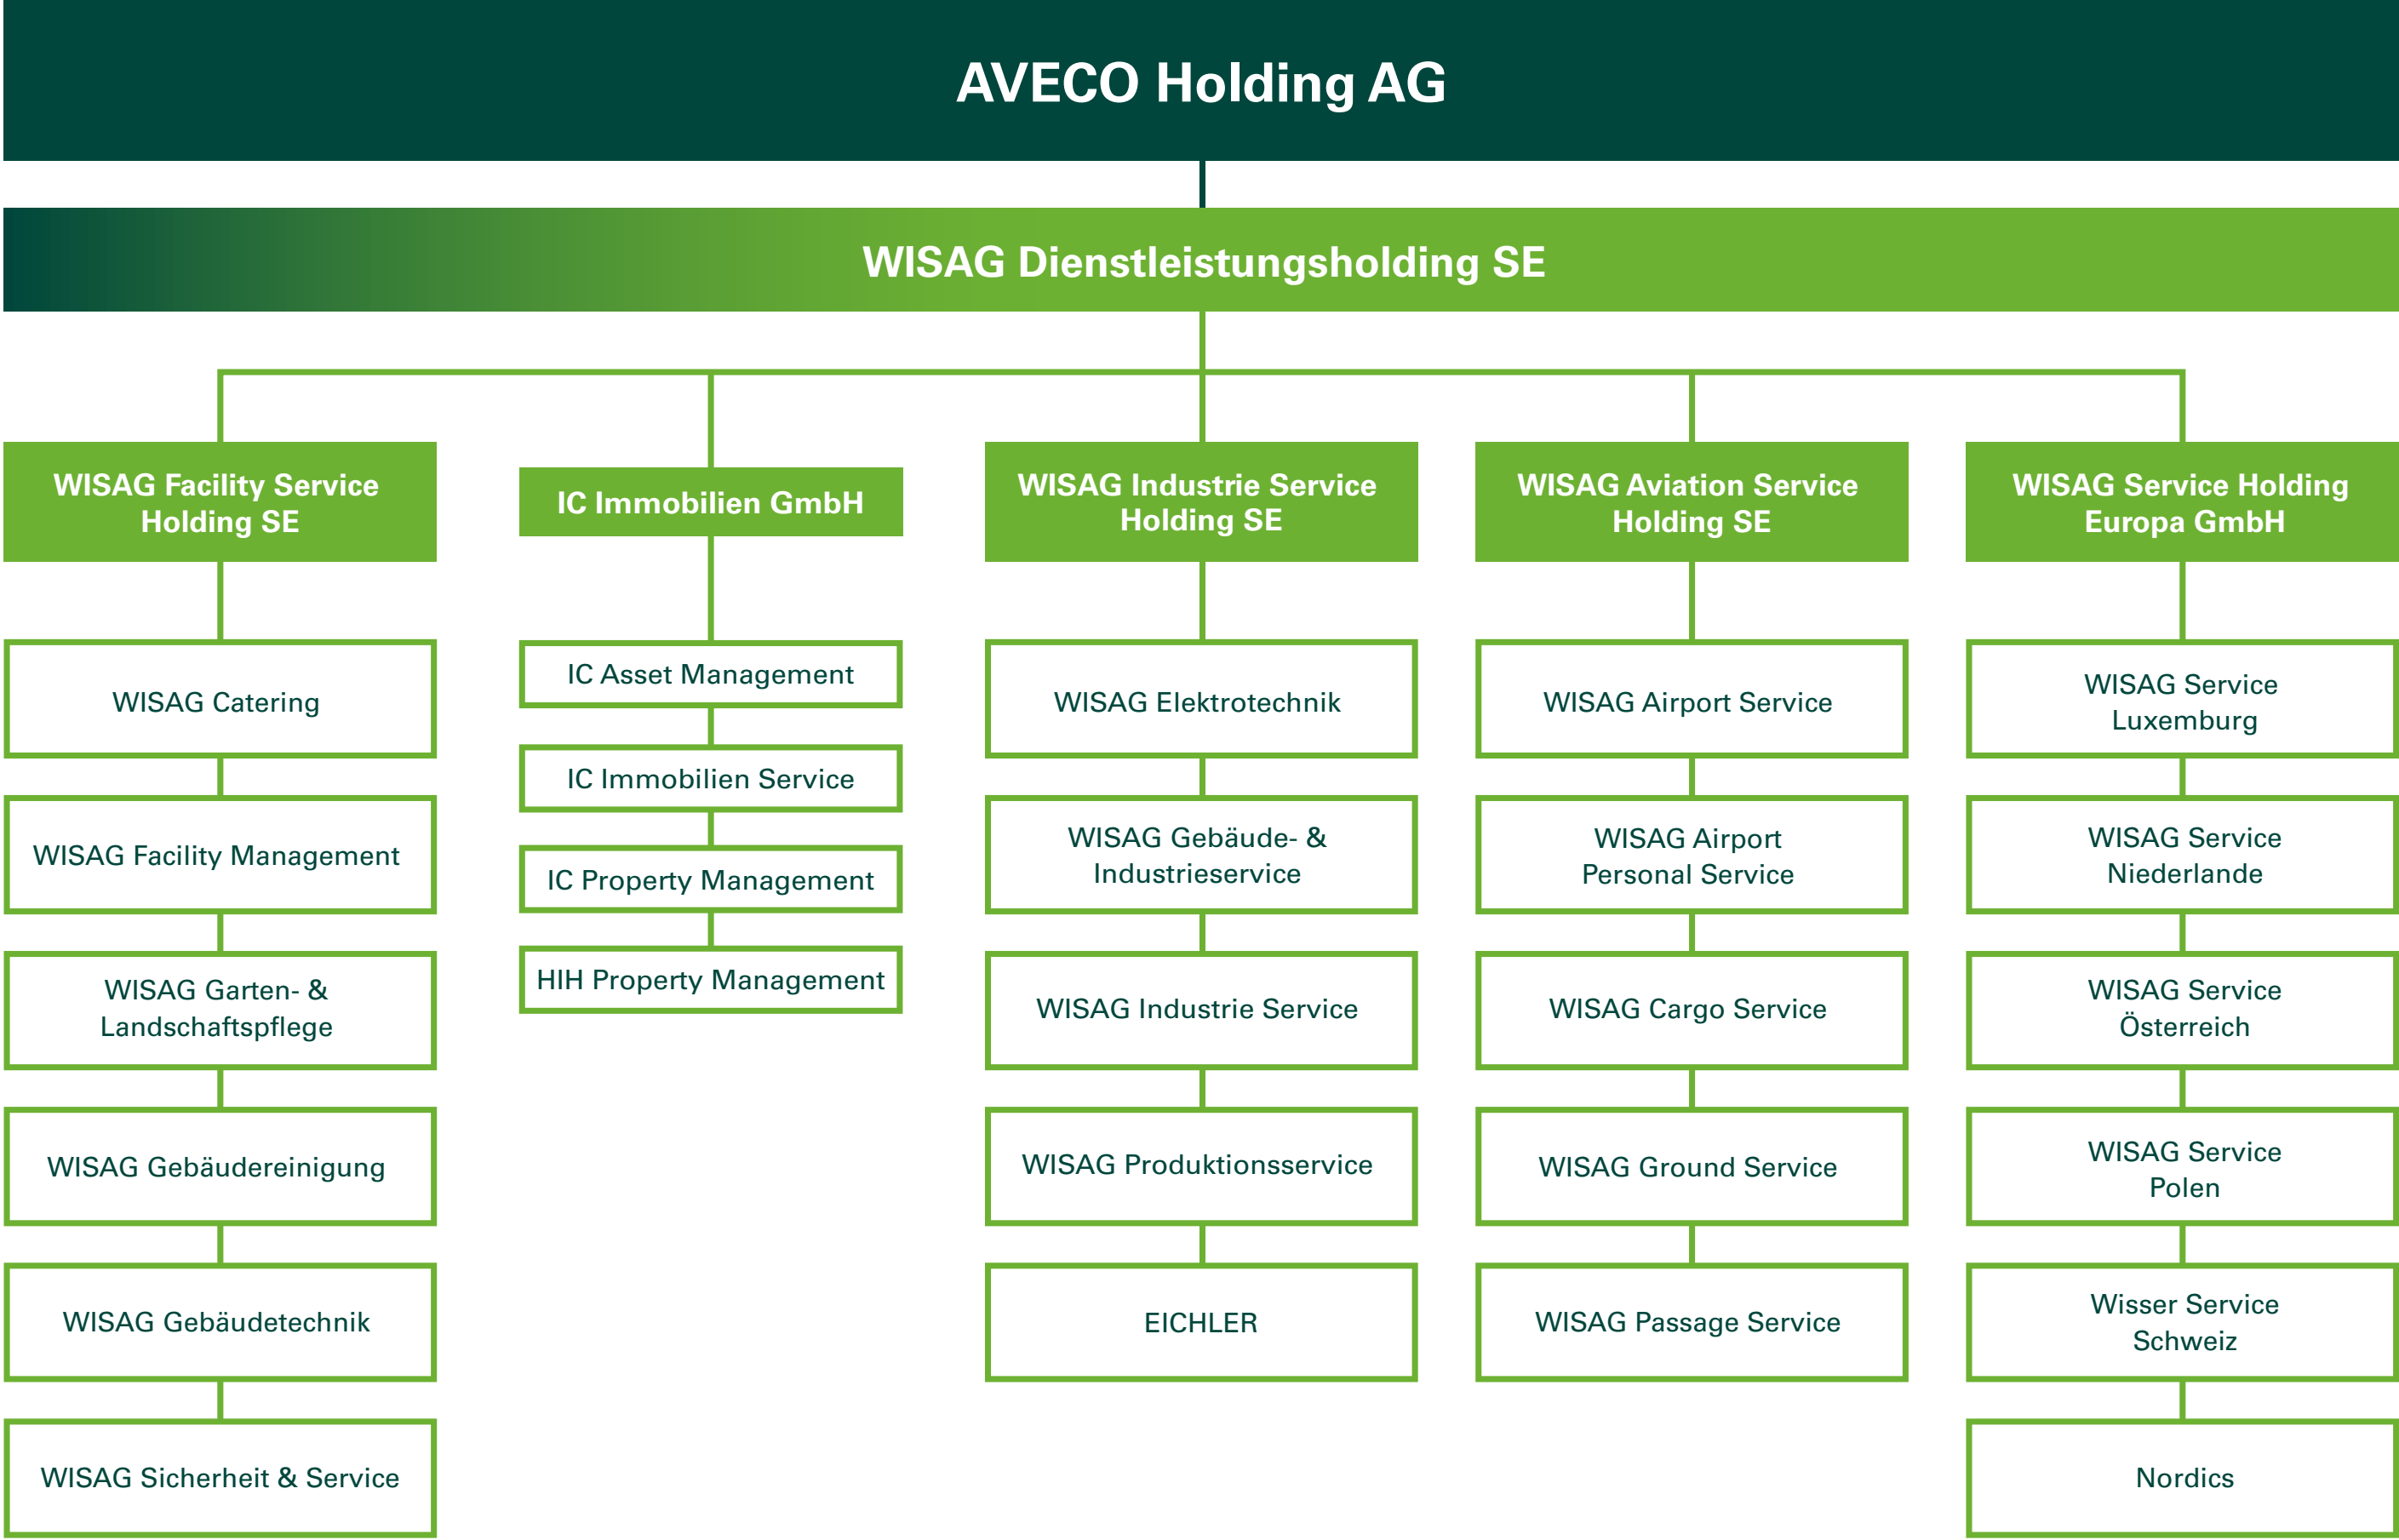 AVECO Holding AG
WISAG Dienstleistungsholding SE
WISAG Facility Service
Holding SE
WISAG Catering
WISAG Facility Management
WISAG Garten- &
Landschaftspflege
WISAG Gebäudereinigung
WISAG Gebäudetechnik
WISAG Sicherheit & Service
IC Immobilien GmbH
IC Asset Management
IC Immobilien Service
IC Property Management
HIH Property Management
WISAG Industrie Service
Holding SE
WISAG Elektrotechnik
WISAG Gebäude- &
Industrieservice
WISAG Industrie Service
WISAG Produktionsservice
EICHLER
WISAG Aviation Service
Holding SE
WISAG Airport Service
WISAG Airport
Personal Service
WISAG Cargo Service
WISAG Ground Service
WISAG Passage Service
WISAG Service Holding
Europa GmbH
WISAG Service
Luxemburg
WISAG Service
Niederlande
WISAG Service
Österreich
WISAG Service
Polen
Wisser Service
Schweiz
Nordics